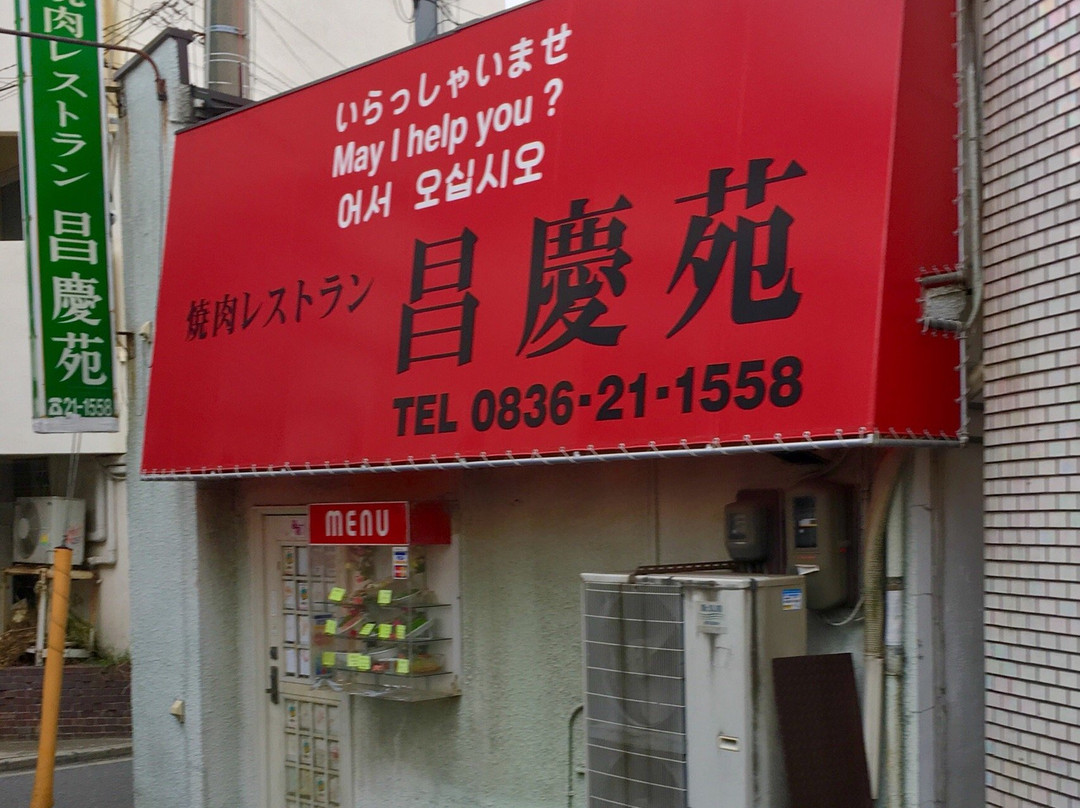 焼肉レストラン 昌慶苑
☎21-1558
いらっしゃいませ
May I help you ?
어서 오십시오
焼肉レストラン 昌慶苑
TEL 0836・21・1558
MENU